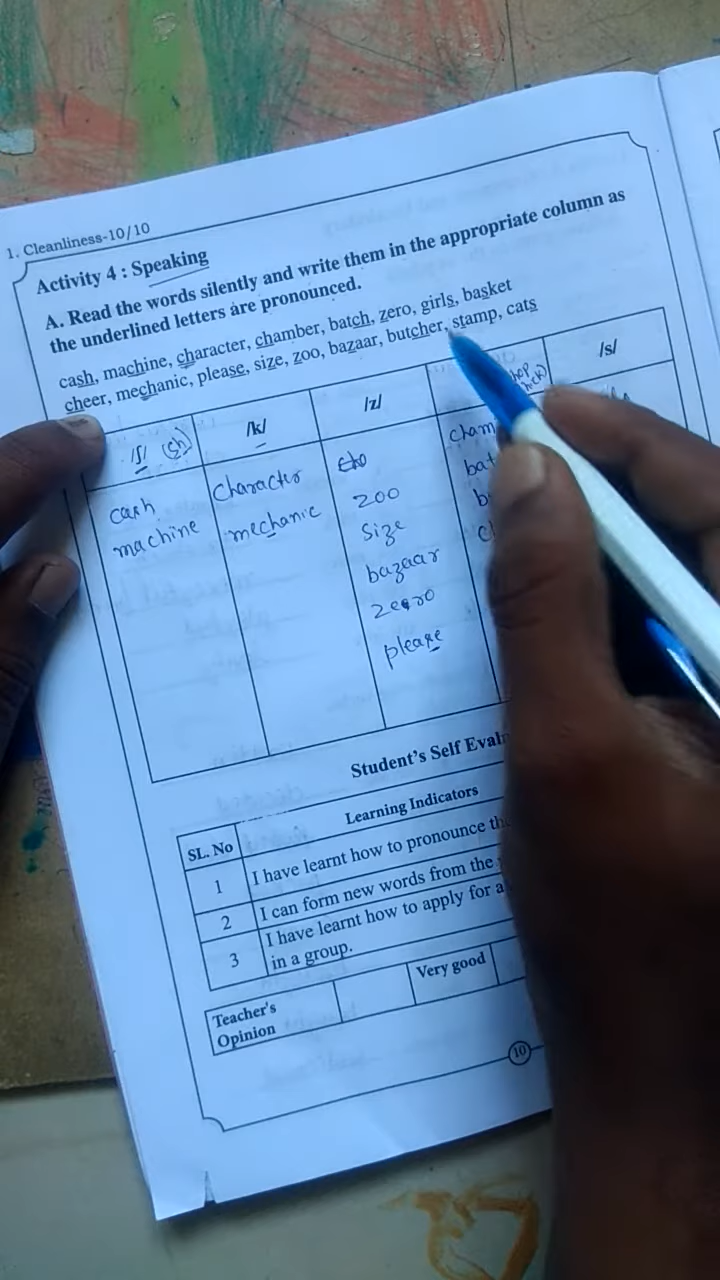 1. Cleanliness-10/10
Activity 4 : Speaking
A. Read the words silently and write them in the appropriate column as
the underlined letters are pronounced.
cash, machine, character, chamber, batch, zero, girls, basket
cheer, mechanic, please, size, zoo, bazaar, butcher, stamp, cats
/ʃ/ (sh) /k/ /z/ /s/
cash
machine
Character
mechanic
zoo
size
bazaar
zero
please
cham
bat
b
Student's Self Eval
SL. No Learning Indicators
1 I have learnt how to pronounce th
2 I can form new words from the
3 I have learnt how to apply for a
in a group.
Teacher's
Opinion
Very good
10